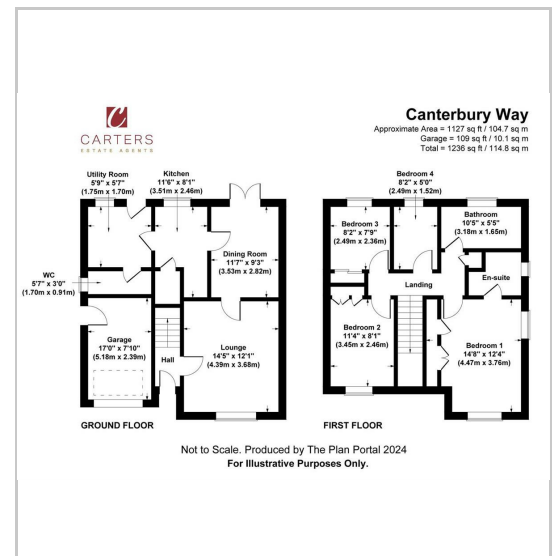 CARTERS
ESTATE AGENTS
Canterbury Way
Approximate Area = 1127 sq ft / 104.7 sq m
Garage = 109 sq ft / 10.1 sq m
Total = 1236 sq ft / 114.8 sq m
Utility Room
5'9" x 5'7"
(1.75m x 1.70m)
Kitchen
11'6" x 8'1"
(3.51m x 2.46m)
Dining Room
11'7" x 9'3"
(3.53m x 2.82m)
WC
5'7" x 3'0"
(1.70m x 0.91m)
Garage
17'0" x 7'10"
(5.18m x 2.39m)
Hall
Lounge
14'5" x 12'1"
(4.39m x 3.68m)
GROUND FLOOR
Bedroom 4
8'2" x 5'0"
(2.49m x 1.52m)
Bedroom 3
8'2" x 7'9"
(2.49m x 2.36m)
Bathroom
10'5" x 5'5"
(3.18m x 1.65m)
En-suite
Landing
Bedroom 2
11'4" x 8'1"
(3.45m x 2.46m)
Bedroom 1
14'8" x 12'4"
(4.47m x 3.76m)
FIRST FLOOR
Not to Scale. Produced by The Plan Portal 2024
For Illustrative Purposes Only.